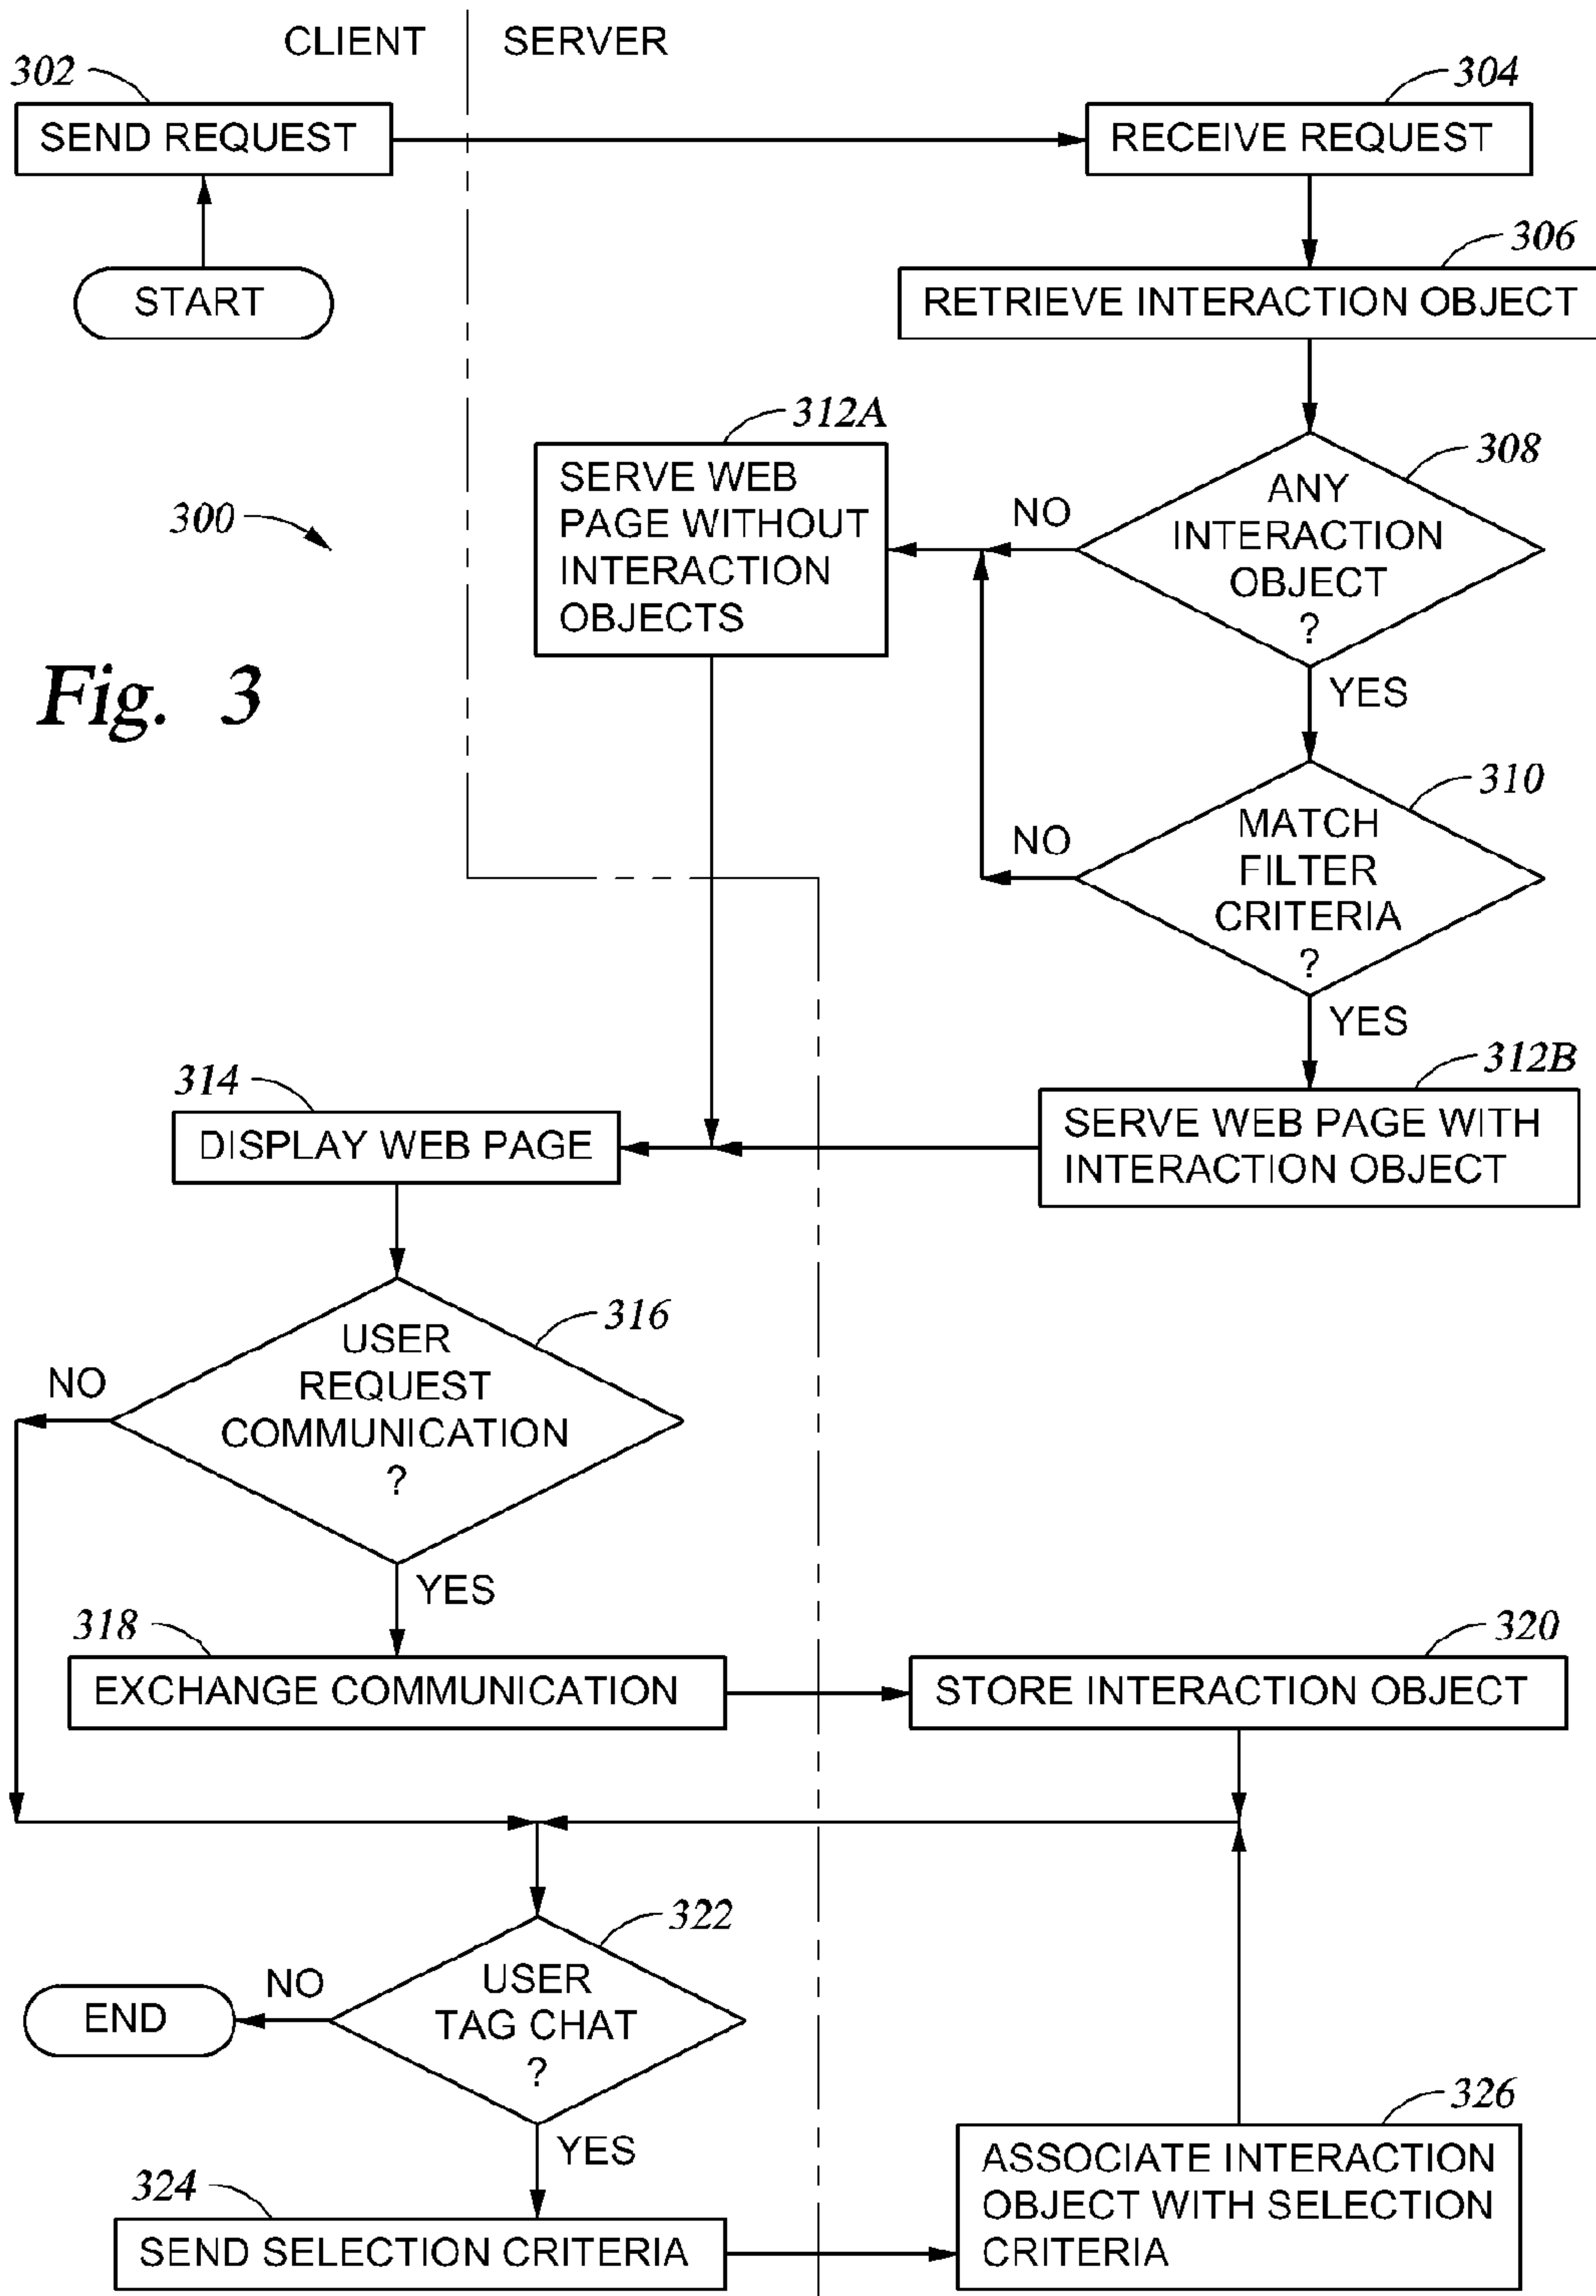 CLIENT
SERVER
302
SEND REQUEST
304
RECEIVE REQUEST
START
306
RETRIEVE INTERACTION OBJECT
312A
SERVE WEB
PAGE WITHOUT
INTERACTION
OBJECTS
NO
308
ANY
INTERACTION
OBJECT
?
YES
300
Fig. 3
NO
310
MATCH
FILTER
CRITERIA
?
YES
314
DISPLAY WEB PAGE
312B
SERVE WEB PAGE WITH
INTERACTION OBJECT
316
USER
REQUEST
COMMUNICATION
?
NO
YES
318
EXCHANGE COMMUNICATION
320
STORE INTERACTION OBJECT
322
USER
TAG CHAT
?
NO
END
YES
324
SEND SELECTION CRITERIA
326
ASSOCIATE INTERACTION
OBJECT WITH SELECTION
CRITERIA